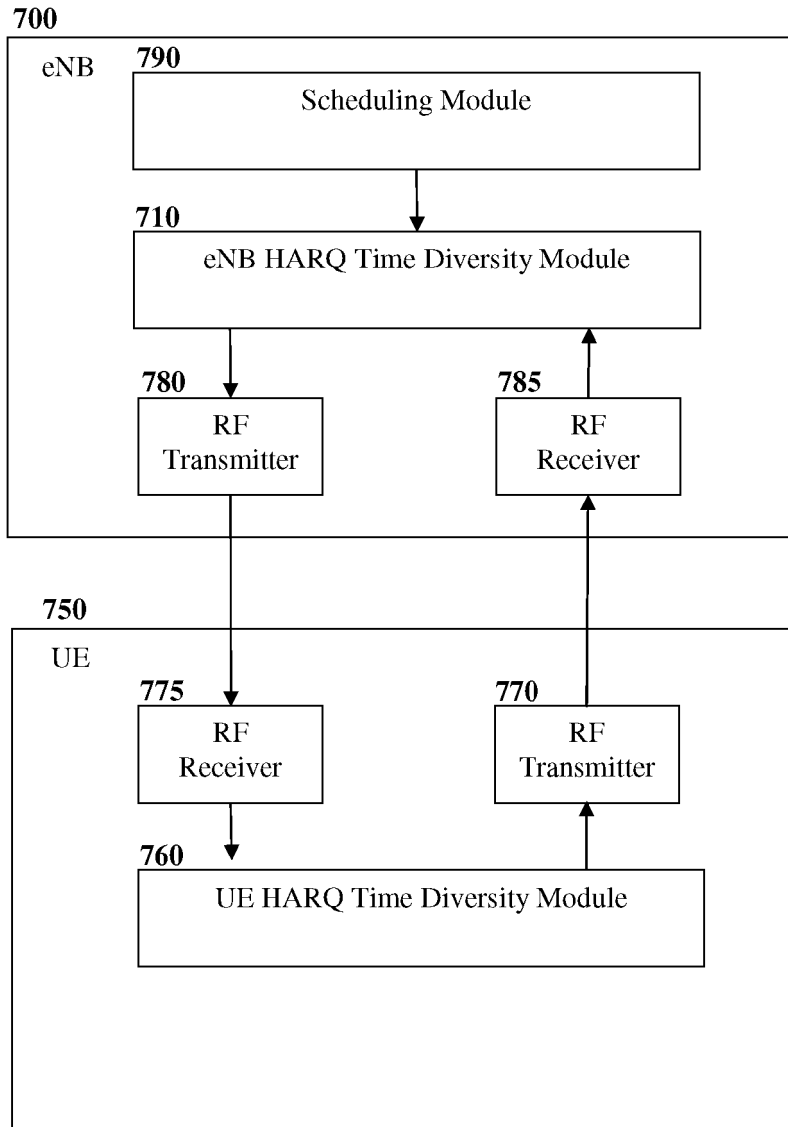 700
eNB
790
Scheduling Module
710
eNB HARQ Time Diversity Module
780
RF
Transmitter
785
RF
Receiver
750
UE
775
RF
Receiver
770
RF
Transmitter
760
UE HARQ Time Diversity Module